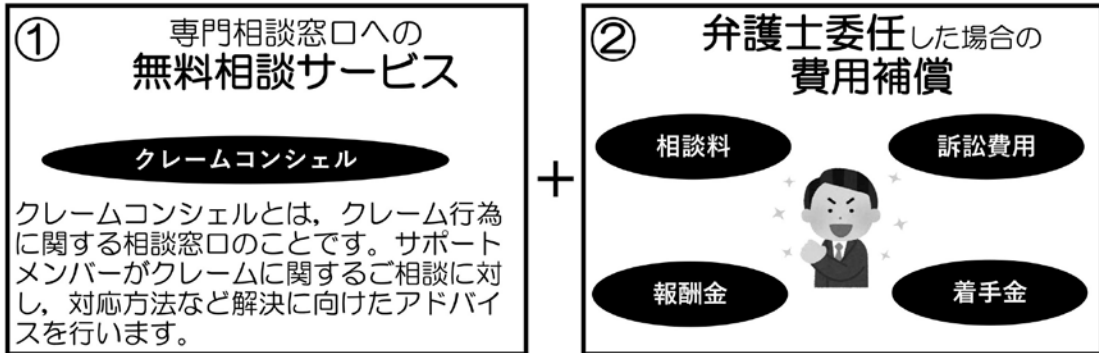 ①
専門相談窓口への
無料相談サービス
クレームコンシェル
クレームコンシェルとは，クレーム行為
に関する相談窓口のことです。サポート
メンバーがクレームに関するご相談に対
し，対応方法など解決に向けたアドバイ
スを行います。
＋
②
弁護士委任した場合の
費用補償
相談料
訴訟費用
報酬金
着手金